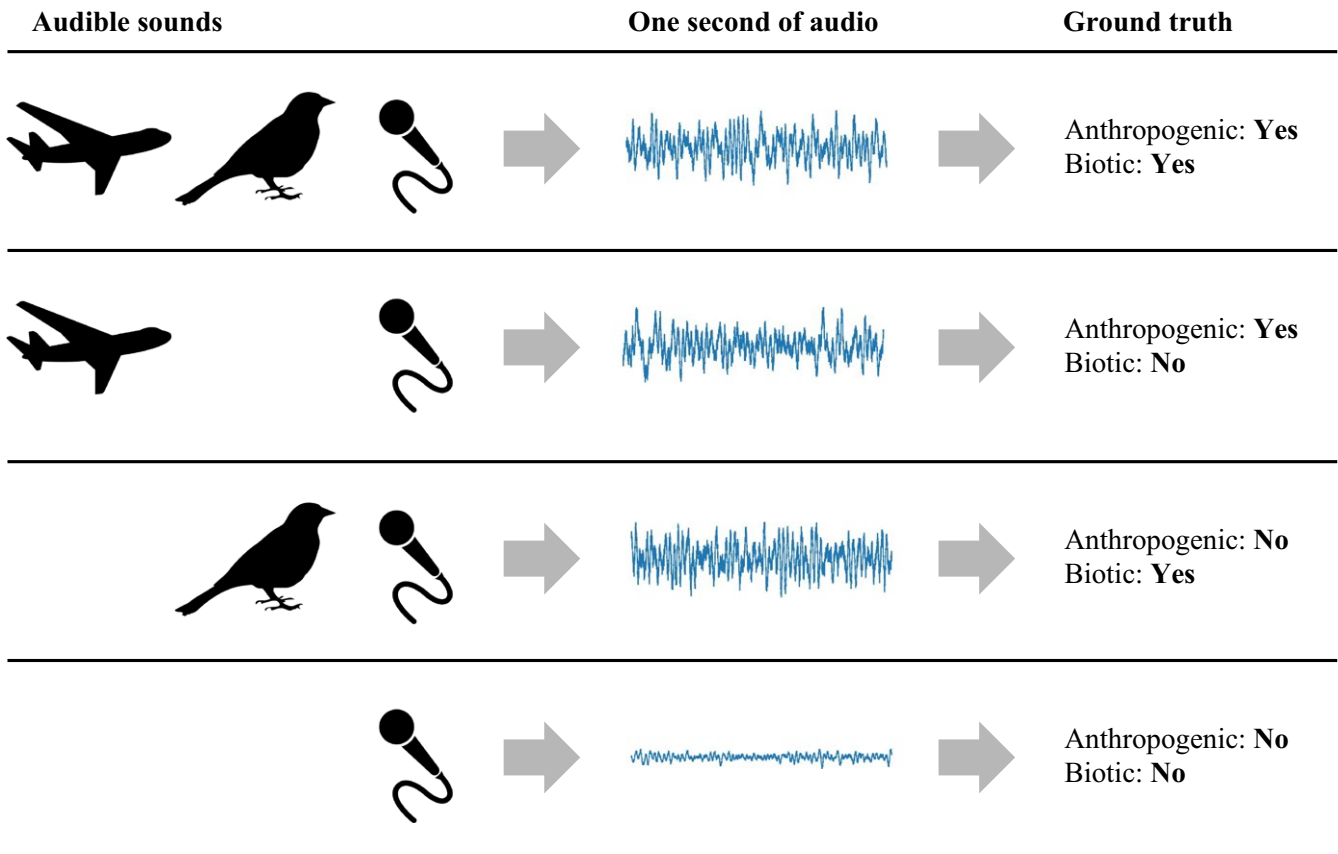 Audible sounds
One second of audio
Ground truth
Anthropogenic: Yes
Biotic: Yes
Anthropogenic: Yes
Biotic: No
Anthropogenic: No
Biotic: Yes
Anthropogenic: No
Biotic: No